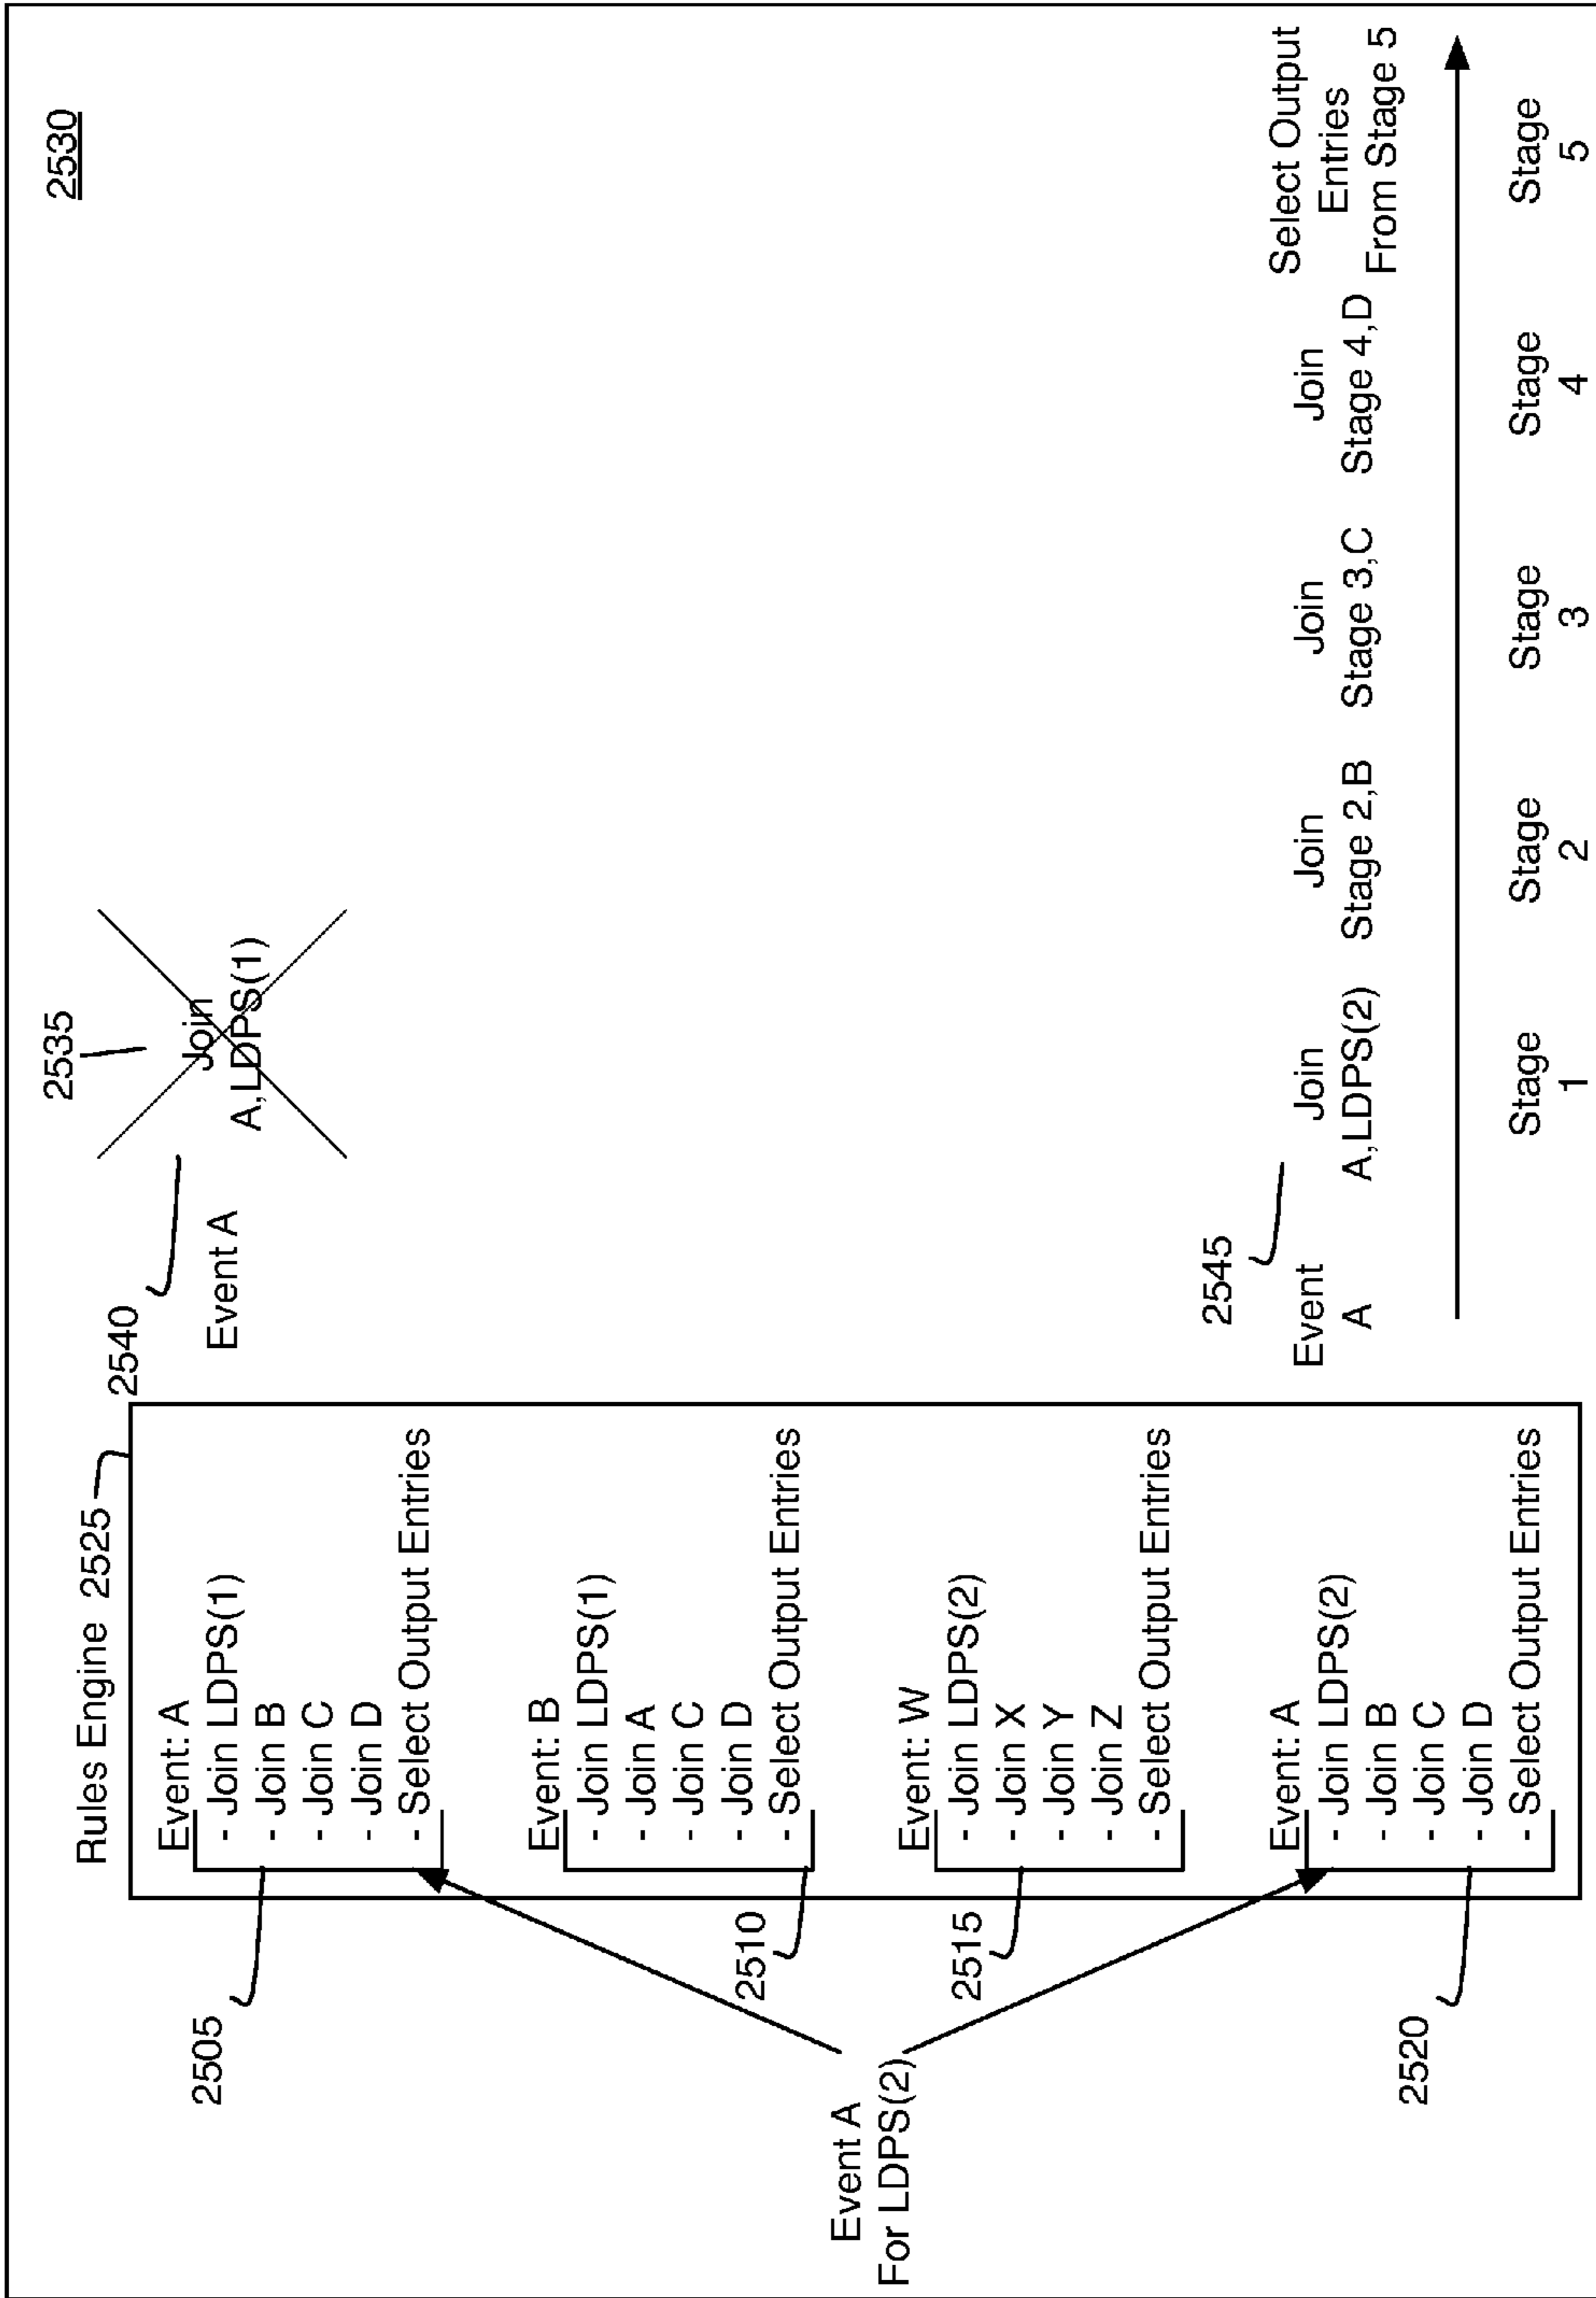 2530
Rules Engine 2525
Event: A
- Join LDPS(1)
- Join B
- Join C
- Join D
- Select Output Entries
Event: B
- Join LDPS(1)
- Join A
- Join C
- Join D
- Select Output Entries
Event: W
- Join LDPS(2)
- Join X
- Join Y
- Join Z
- Select Output Entries
Event: A
- Join LDPS(2)
- Join B
- Join C
- Join D
- Select Output Entries
2505
2510
2515
2520
Event A
For LDPS(2)
2540
2535
Event A
Join
A,LDPS(1)
2545
Event
A
Join
A,LDPS(2)
Join
Stage 2,B
Join
Stage 3,C
Join
Stage 4,D
Select Output
Entries
From Stage 5
Stage
1
Stage
2
Stage
3
Stage
4
Stage
5